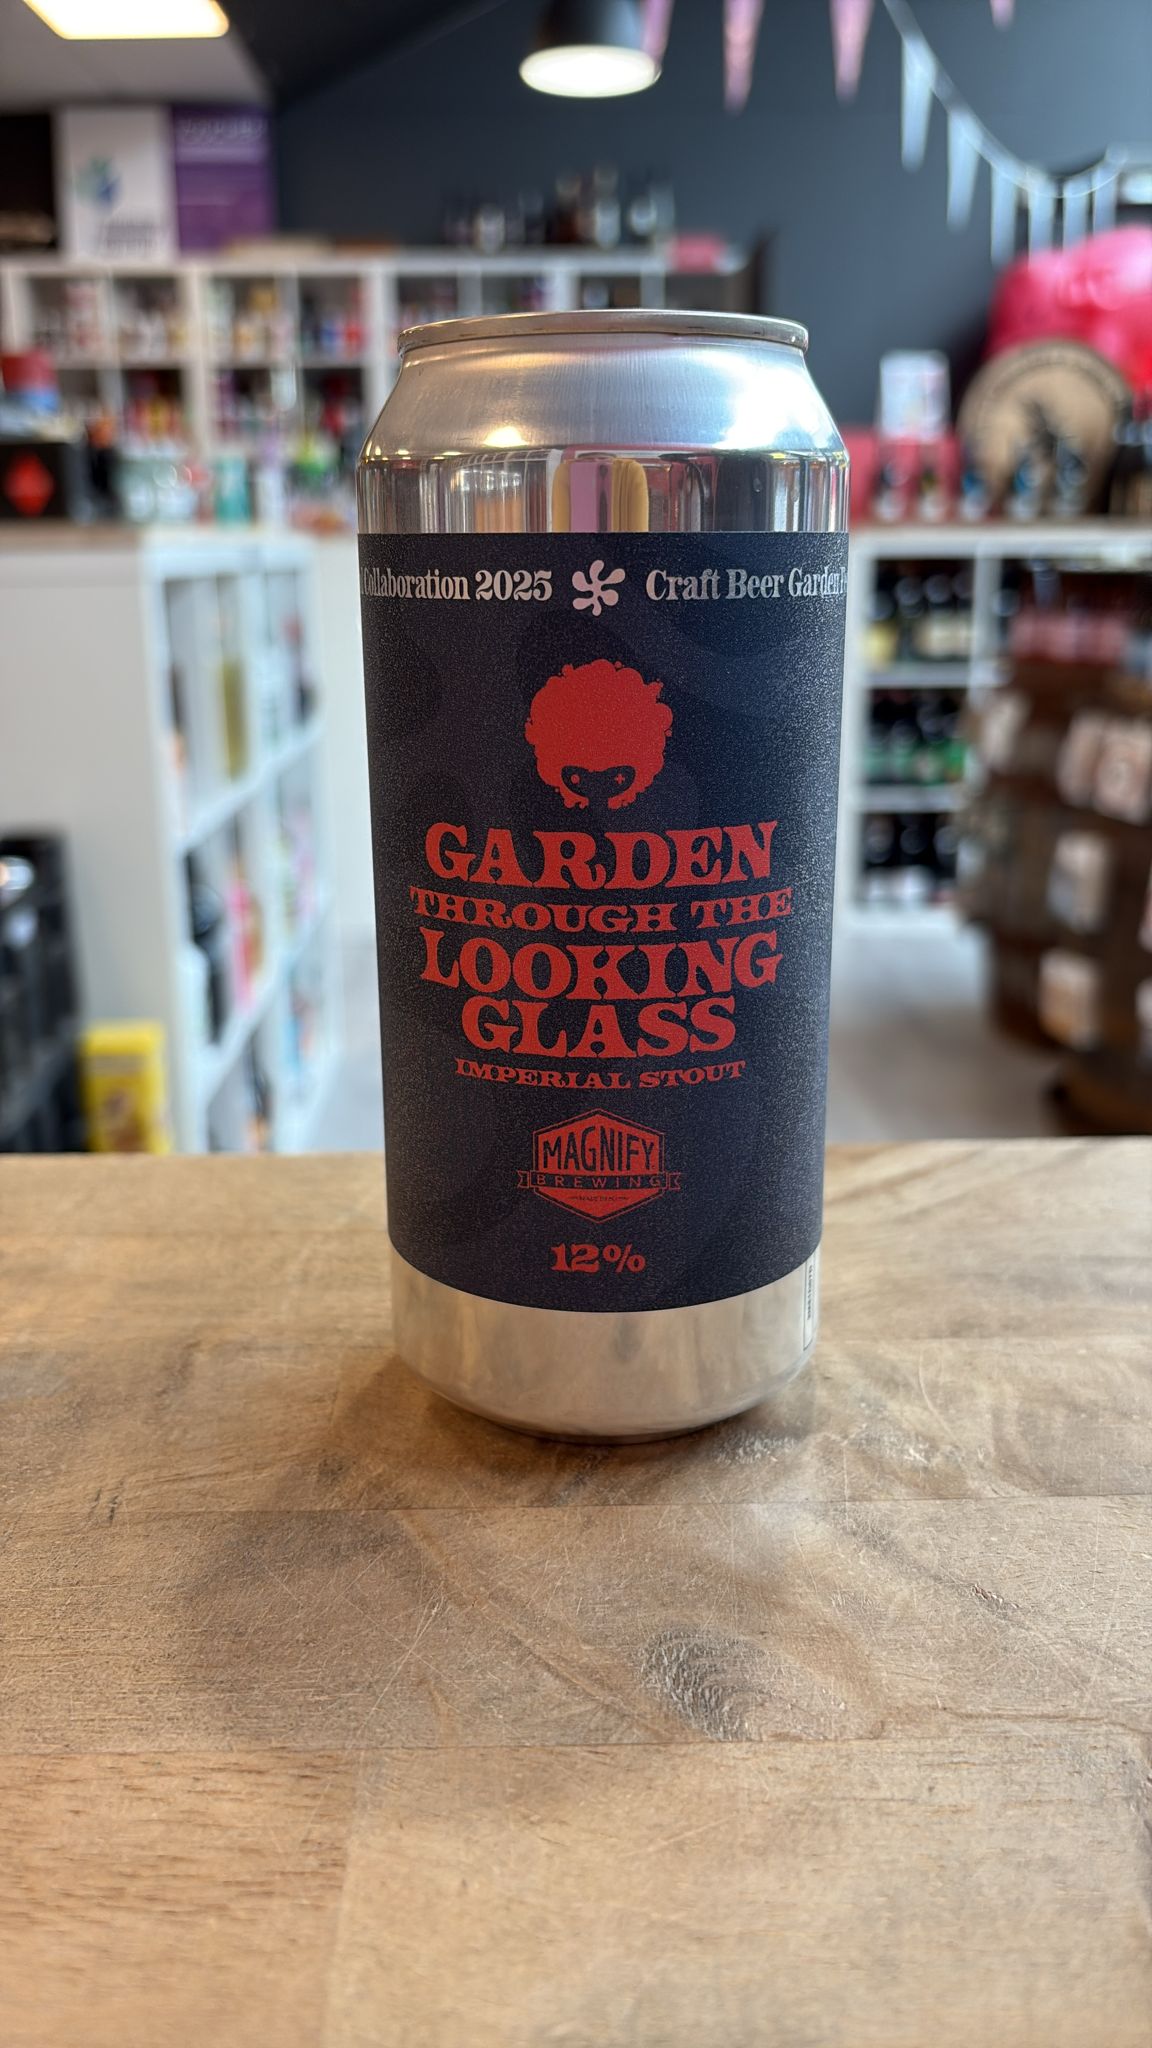 Collaboration 2025 Craft Beer Garden
GARDEN
THROUGH THE
LOOKING
GLASS
IMPERIAL STOUT
MAGNIFY
BREWING
12%